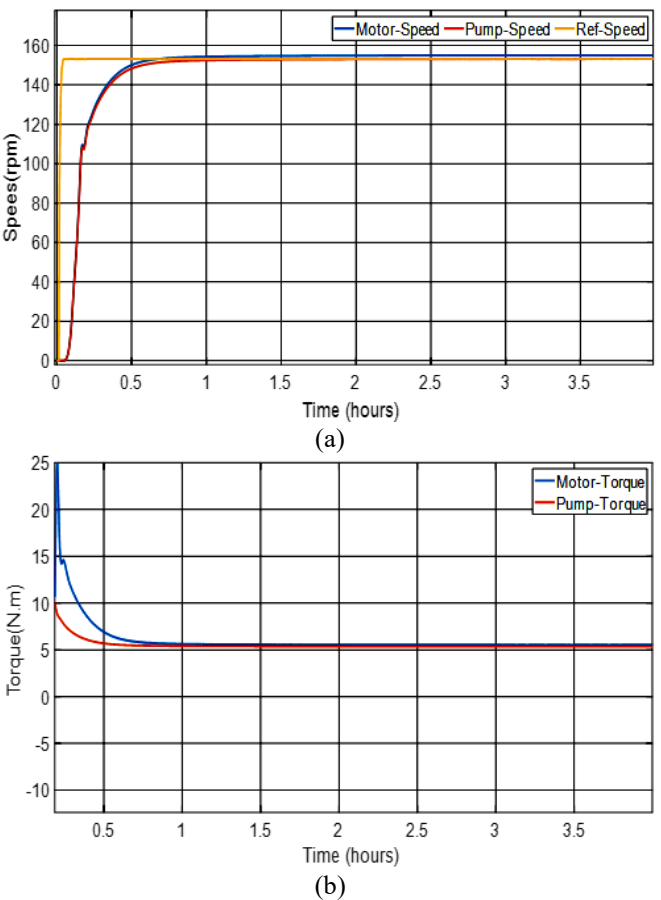 Motor-Speed Pump-Speed Ref-Speed
160
140
120
100
80
60
40
20
0
Spees(rpm)
0 0.5 1 1.5 2 2.5 3 3.5
Time (hours)
(a)
Motor-Torque
Pump-Torque
25
20
15
10
5
0
-5
-10
Torque(N.m)
0.5 1 1.5 2 2.5 3 3.5
Time (hours)
(b)